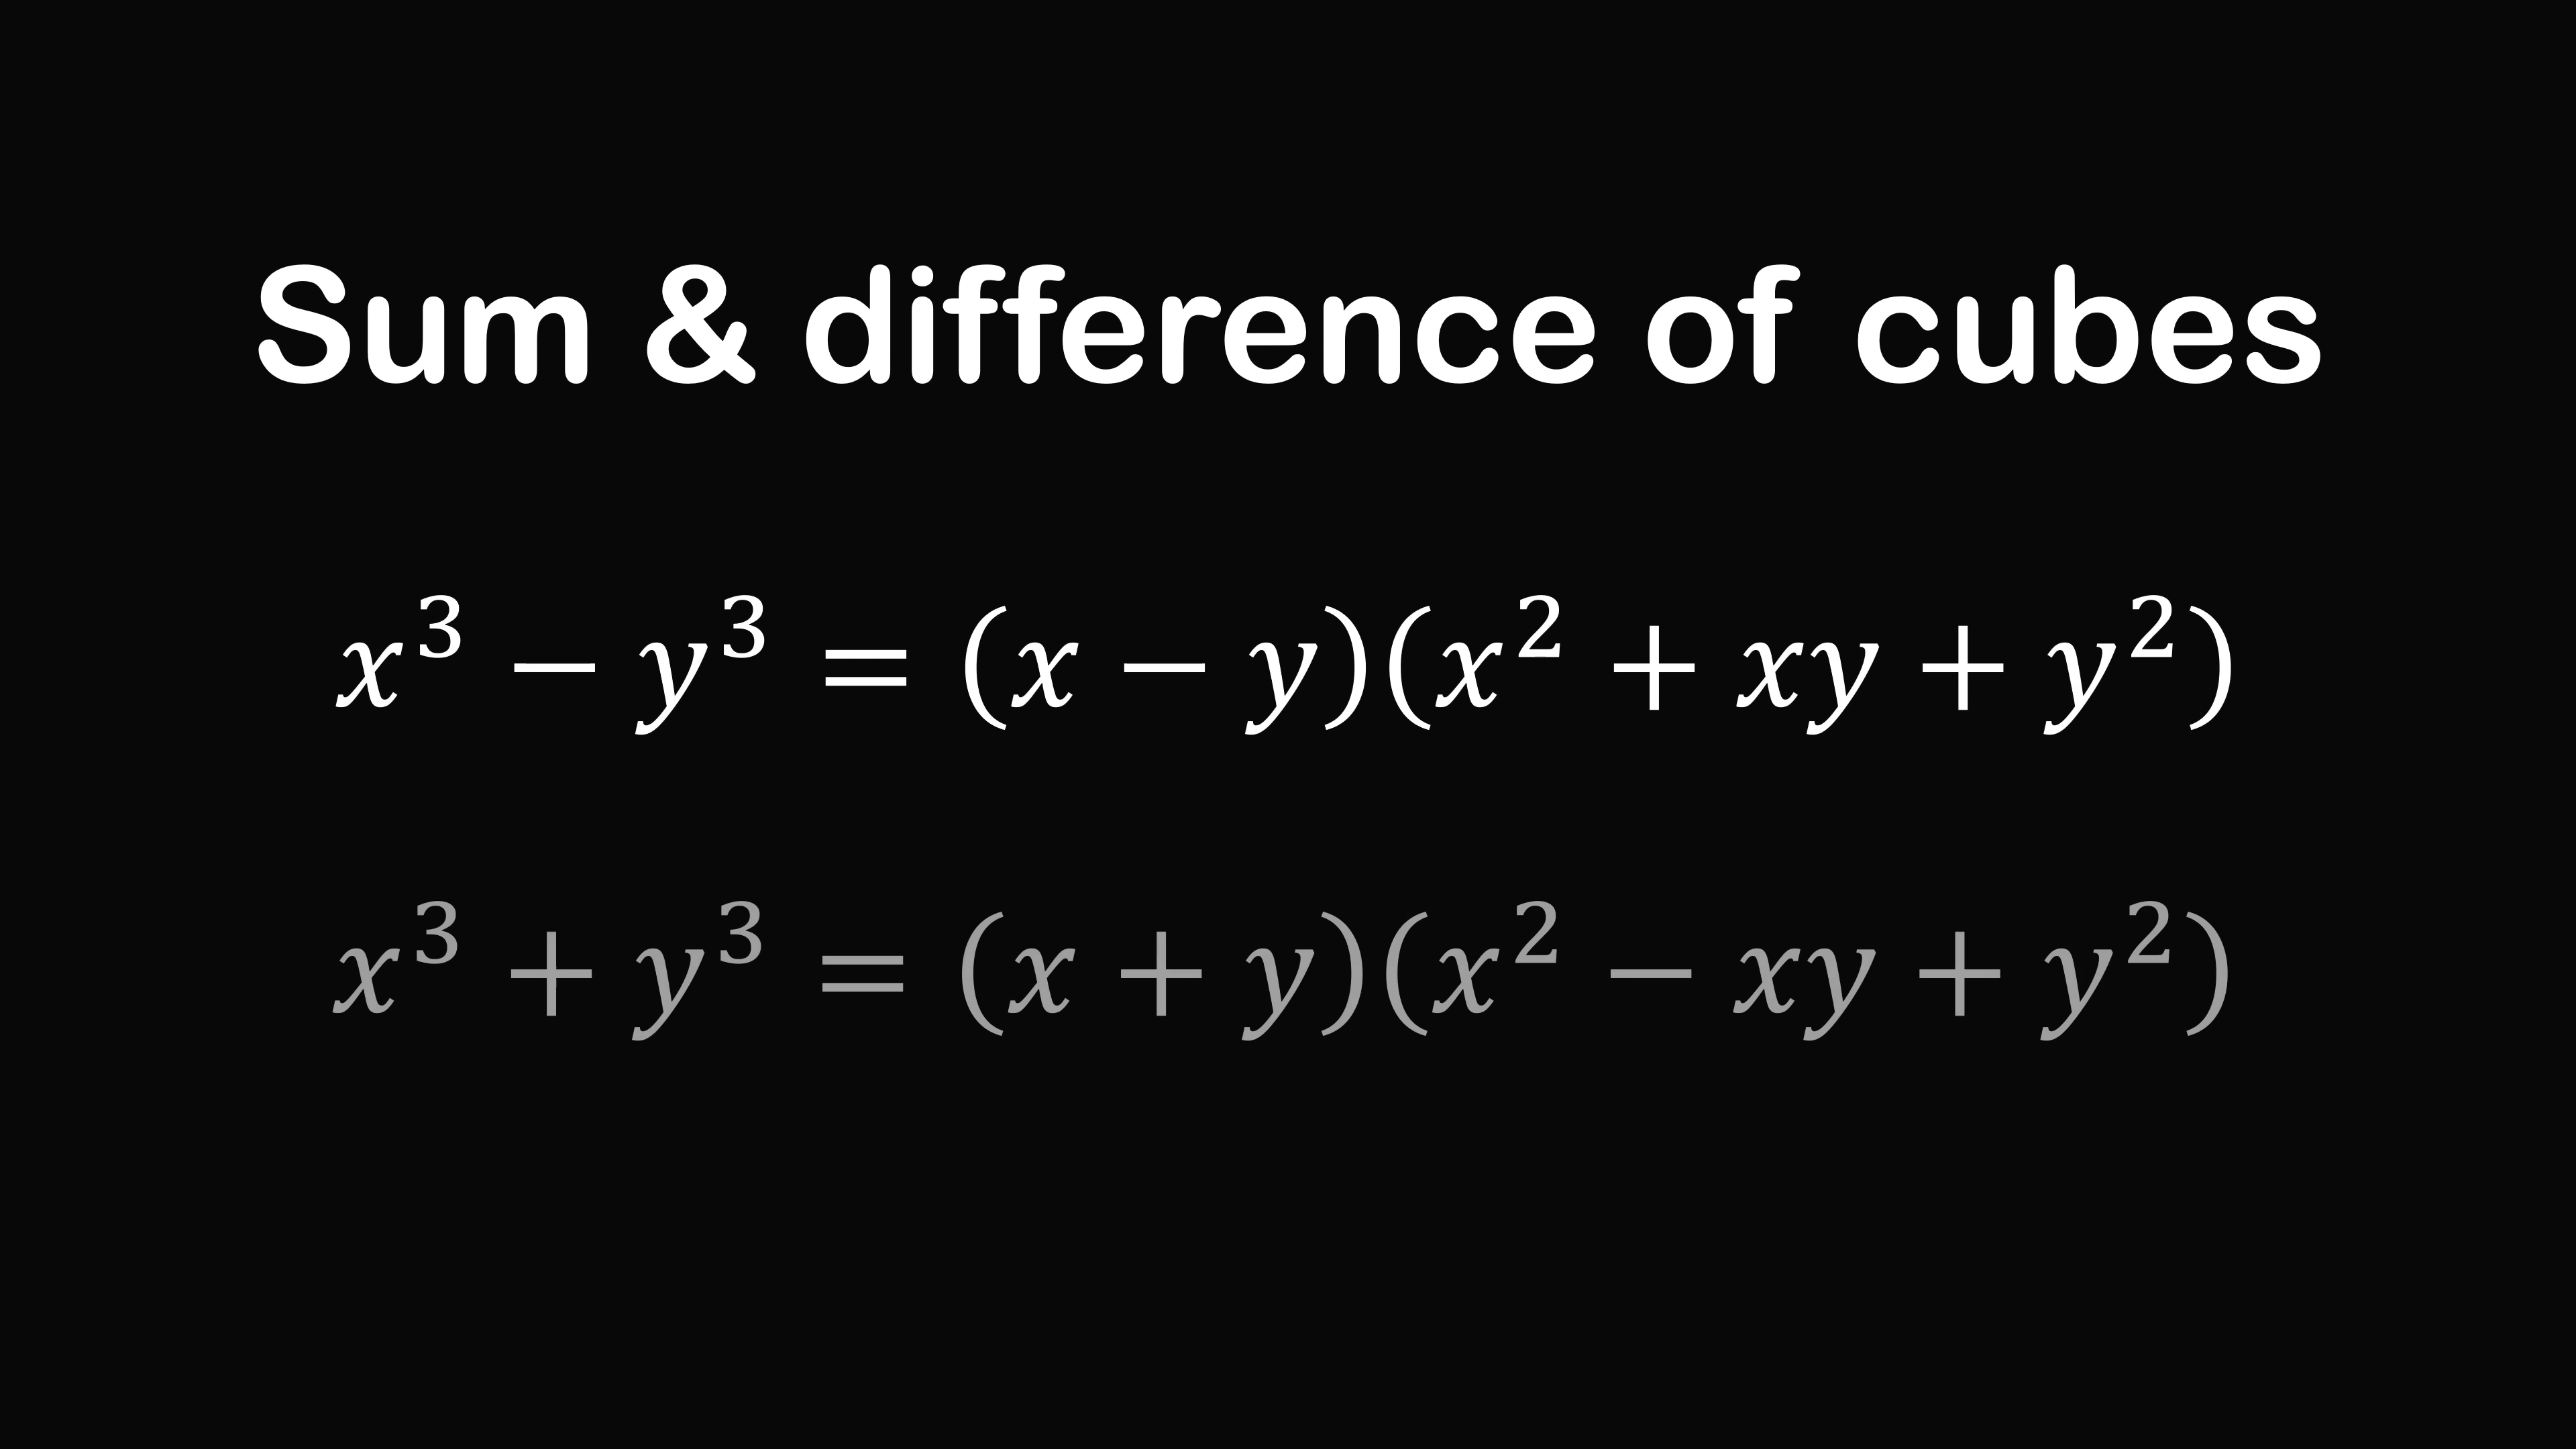 Sum & difference of cubes
x³ − y³ = (x − y)(x² + xy + y²)
x³ + y³ = (x + y)(x² − xy + y²)